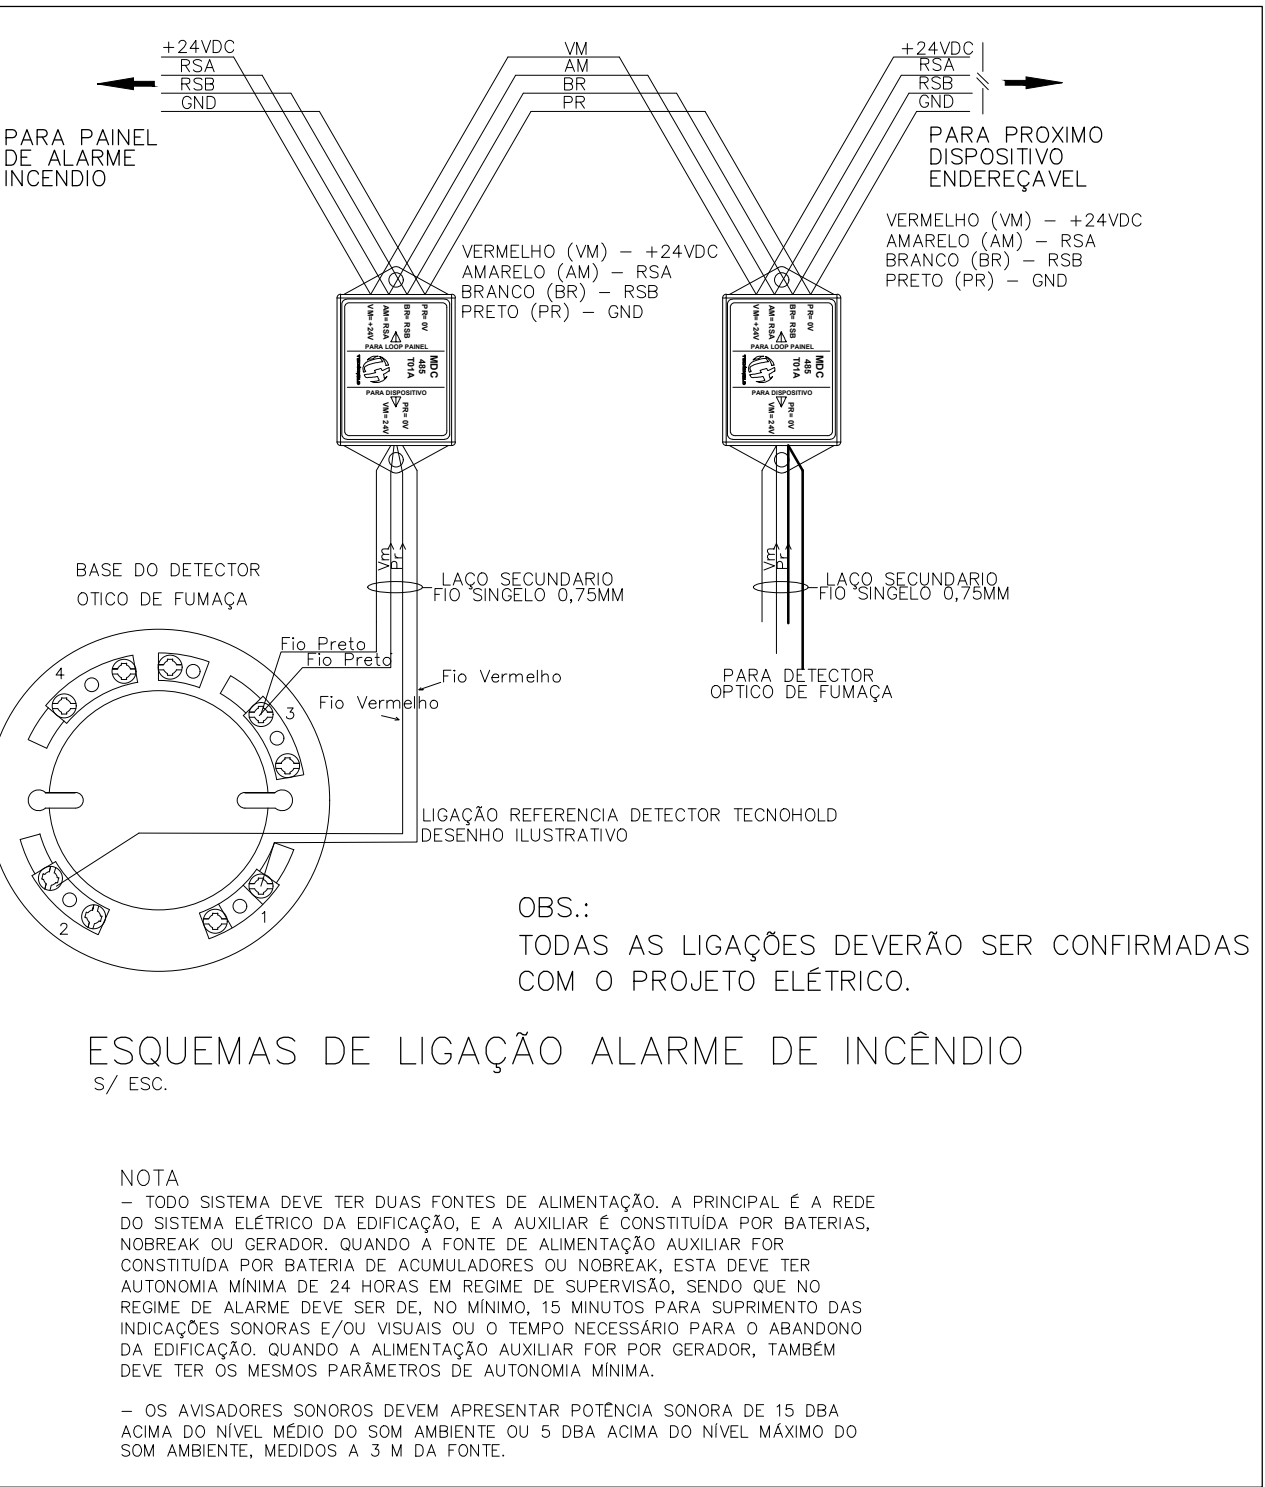 +24VDC
RSA
RSB
GND
PARA PAINEL
DE ALARME
INCENDIO
VM
AM
BR
PR
+24VDC
RSA
RSB
GND
PARA PROXIMO
DISPOSITIVO
ENDEREÇAVEL
VERMELHO (VM) – +24VDC
AMARELO (AM) – RSA
BRANCO (BR) – RSB
PRETO (PR) – GND
VERMELHO (VM) – +24VDC
AMARELO (AM) – RSA
BRANCO (BR) – RSB
PRETO (PR) – GND
PR= 0V
BR= RSB
AM= RSA
VM= +24V
PARA LOOP PAINEL
MDC
485
T01A
PARA DISPOSITIVO
PR= 0V
VM= 24V
PR= 0V
BR= RSB
AM= RSA
VM= +24V
PARA LOOP PAINEL
MDC
485
T01A
PARA DISPOSITIVO
PR= 0V
VM= 24V
Vm
Pr
LAÇO SECUNDARIO
FIO SINGELO 0,75MM
Vm
Pr
LAÇO SECUNDARIO
FIO SINGELO 0,75MM
BASE DO DETECTOR
OTICO DE FUMAÇA
Fio Preto
Fio Preto
Fio Vermelho
Fio Vermelho
PARA DETECTOR
OPTICO DE FUMAÇA
4
3
2
1
LIGAÇÃO REFERENCIA DETECTOR TECNOHOLD
DESENHO ILUSTRATIVO
OBS.:
TODAS AS LIGAÇÕES DEVERÃO SER CONFIRMADAS
COM O PROJETO ELÉTRICO.
ESQUEMAS DE LIGAÇÃO ALARME DE INCÊNDIO
S/ ESC.
NOTA
– TODO SISTEMA DEVE TER DUAS FONTES DE ALIMENTAÇÃO. A PRINCIPAL É A REDE
DO SISTEMA ELÉTRICO DA EDIFICAÇÃO, E A AUXILIAR É CONSTITUÍDA POR BATERIAS,
NOBREAK OU GERADOR. QUANDO A FONTE DE ALIMENTAÇÃO AUXILIAR FOR
CONSTITUÍDA POR BATERIA DE ACUMULADORES OU NOBREAK, ESTA DEVE TER
AUTONOMIA MÍNIMA DE 24 HORAS EM REGIME DE SUPERVISÃO, SENDO QUE NO
REGIME DE ALARME DEVE SER DE, NO MÍNIMO, 15 MINUTOS PARA SUPRIMENTO DAS
INDICAÇÕES SONORAS E/OU VISUAIS OU O TEMPO NECESSÁRIO PARA O ABANDONO
DA EDIFICAÇÃO. QUANDO A ALIMENTAÇÃO AUXILIAR FOR POR GERADOR, TAMBÉM
DEVE TER OS MESMOS PARÂMETROS DE AUTONOMIA MÍNIMA.
– OS AVISADORES SONOROS DEVEM APRESENTAR POTÊNCIA SONORA DE 15 DBA
ACIMA DO NÍVEL MÉDIO DO SOM AMBIENTE OU 5 DBA ACIMA DO NÍVEL MÁXIMO DO
SOM AMBIENTE, MEDIDOS A 3 M DA FONTE.